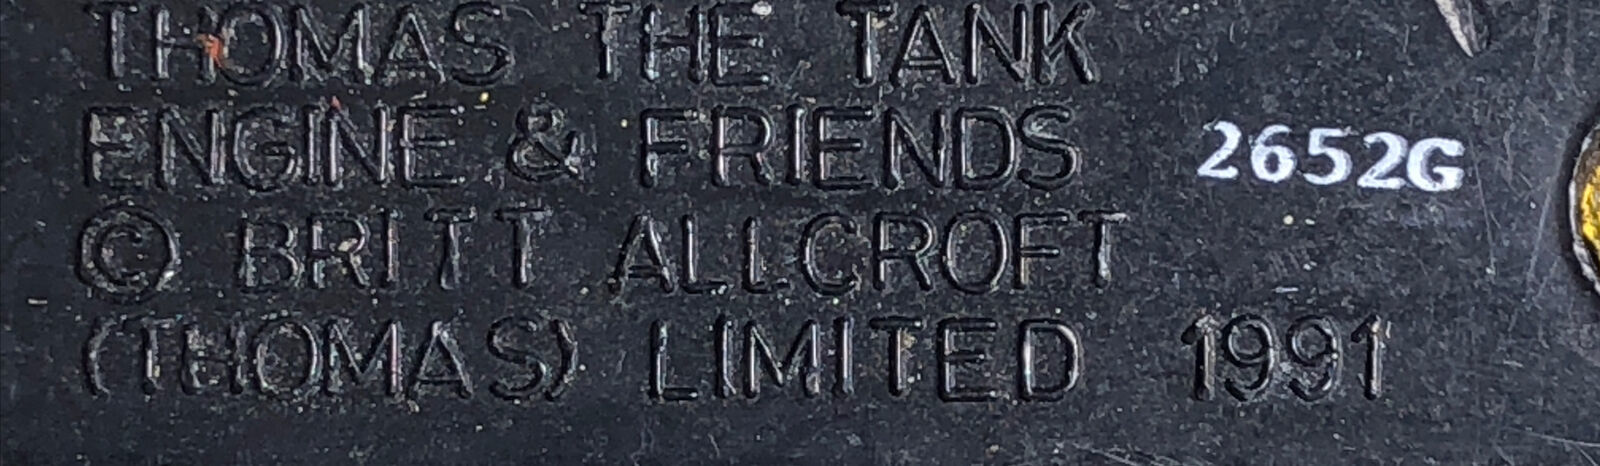 THOMAS THE TANK
ENGINE & FRIENDS 2652G
© BRITT ALLCROFT
(THOMAS) LIMITED 1991